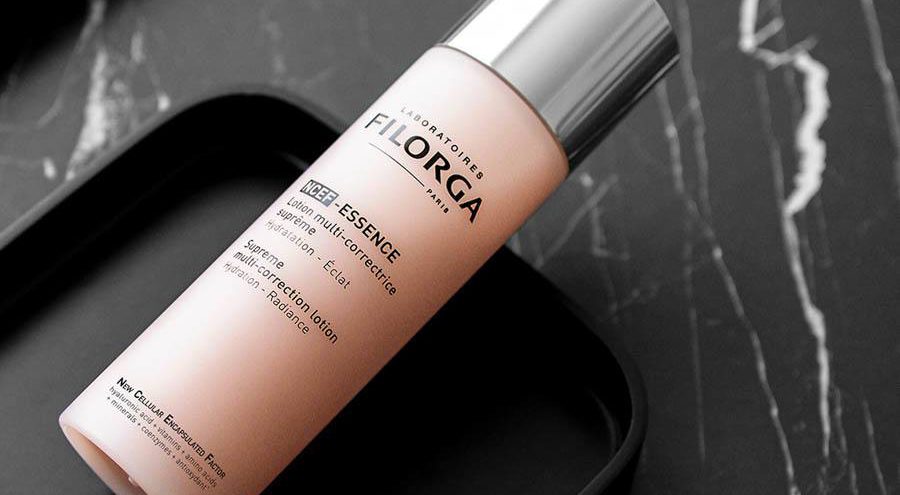 LABORATOIRES
FILORGA
PARIS
NCEF-ESSENCE
Lotion multi-correctrice
suprême
Hydratation - Éclat
Supreme
multi-correction lotion
Hydration - Radiance
New Cellular Encapsulated Factor
hyaluronic acid + vitamins + amino acids
+ minerals + coenzymes + antioxydant